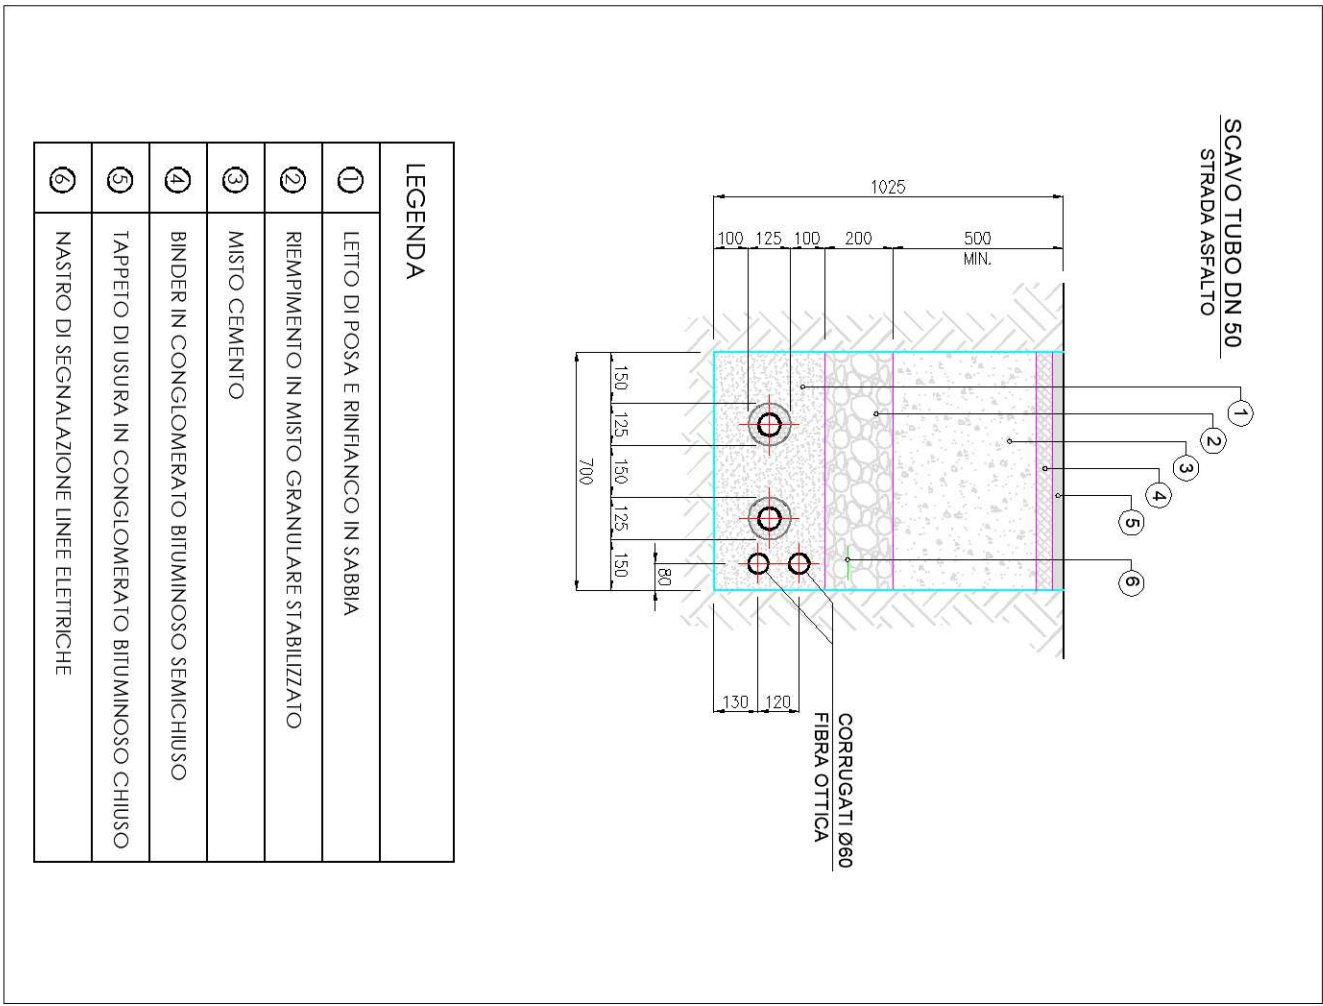 SCAVO TUBO DN 50
STRADA ASFALTO
1
2
3
4
5
6
1025
500
MIN.
200
100
125
100
150
125
150
125
150
80
700
120
130
CORRUGATI Ø60
FIBRA OTTICA
LEGENDA
1 LETTO DI POSA E RINFIANCO IN SABBIA
2 RIEMPIMENTO IN MISTO GRANULARE STABILIZZATO
3 MISTO CEMENTO
4 BINDER IN CONGLOMERATO BITUMINOSO SEMICHIUSO
5 TAPPETO DI USURA IN CONGLOMERATO BITUMINOSO CHIUSO
6 NASTRO DI SEGNALAZIONE LINEE ELETTRICHE